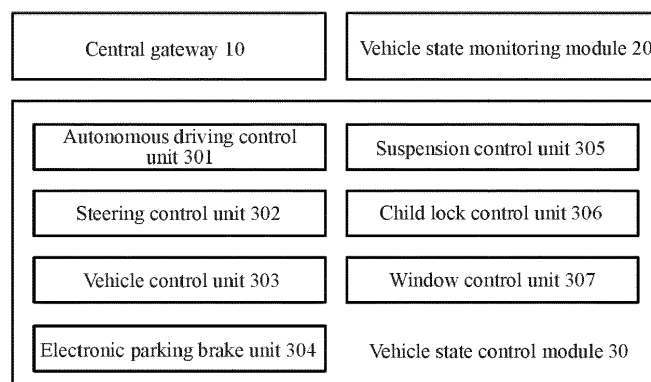 Central gateway 10
Vehicle state monitoring module 20
Autonomous driving control
unit 301
Suspension control unit 305
Steering control unit 302
Child lock control unit 306
Vehicle control unit 303
Window control unit 307
Electronic parking brake unit 304
Vehicle state control module 30